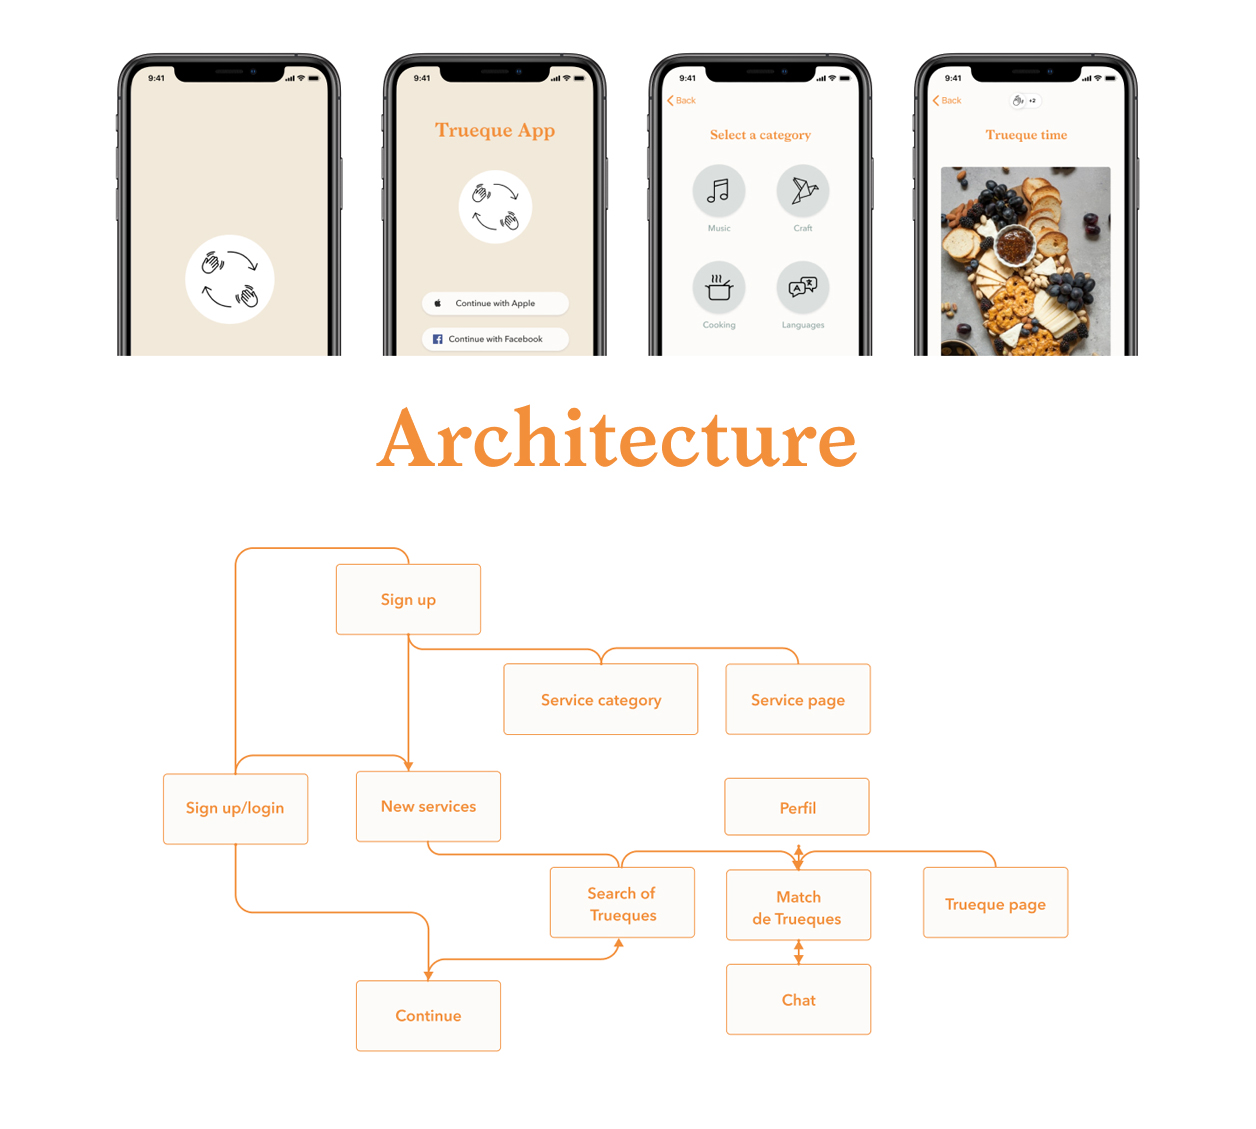 9:41
9:41
Trueque App
Continue with Apple
Continue with Facebook
9:41
Back
Select a category
Music
Craft
Cooking
Languages
A
9:41
Back
+2
Trueque time
Architecture
Sign up
Service category
Service page
Sign up/login
New services
Perfil
Search of
Trueques
Match
de Trueques
Trueque page
Continue
Chat